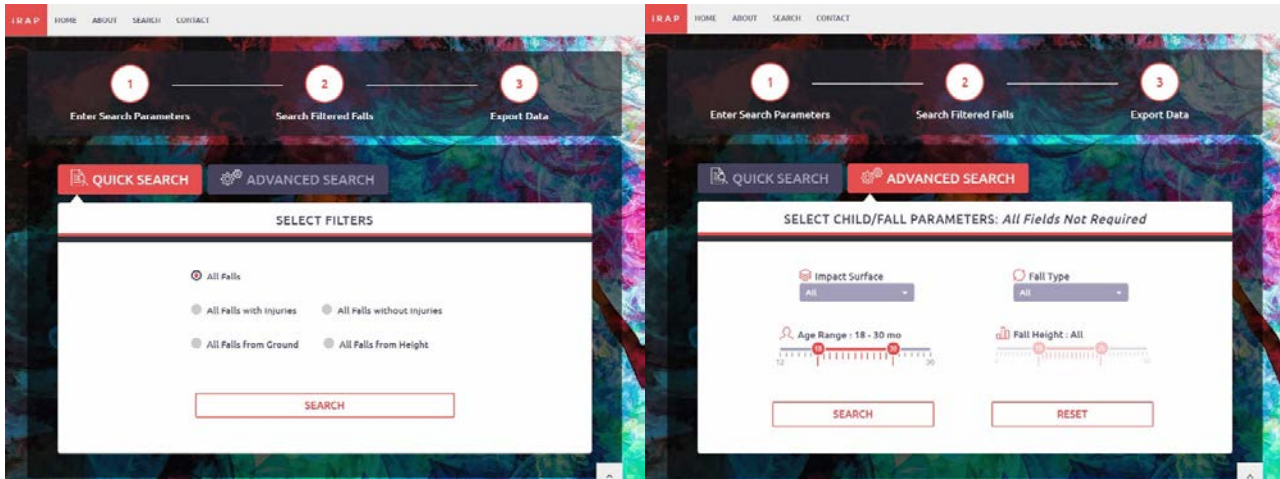 IRAP HOME ABOUT SEARCH CONTACT
1 2 3
Enter Search Parameters Search Filtered Falls Export Data
QUICK SEARCH ADVANCED SEARCH
SELECT FILTERS
All Falls
All Falls with Injuries All Falls without Injuries
All Falls from Ground All Falls from Height
SEARCH
IRAP HOME ABOUT SEARCH CONTACT
1 2 3
Enter Search Parameters Search Filtered Falls Export Data
QUICK SEARCH ADVANCED SEARCH
SELECT CHILD/FALL PARAMETERS: All Fields Not Required
Impact Surface Fall Type
All All
Age Range : 18 - 30 mo Fall Height : All
18 30
12 36
SEARCH RESET